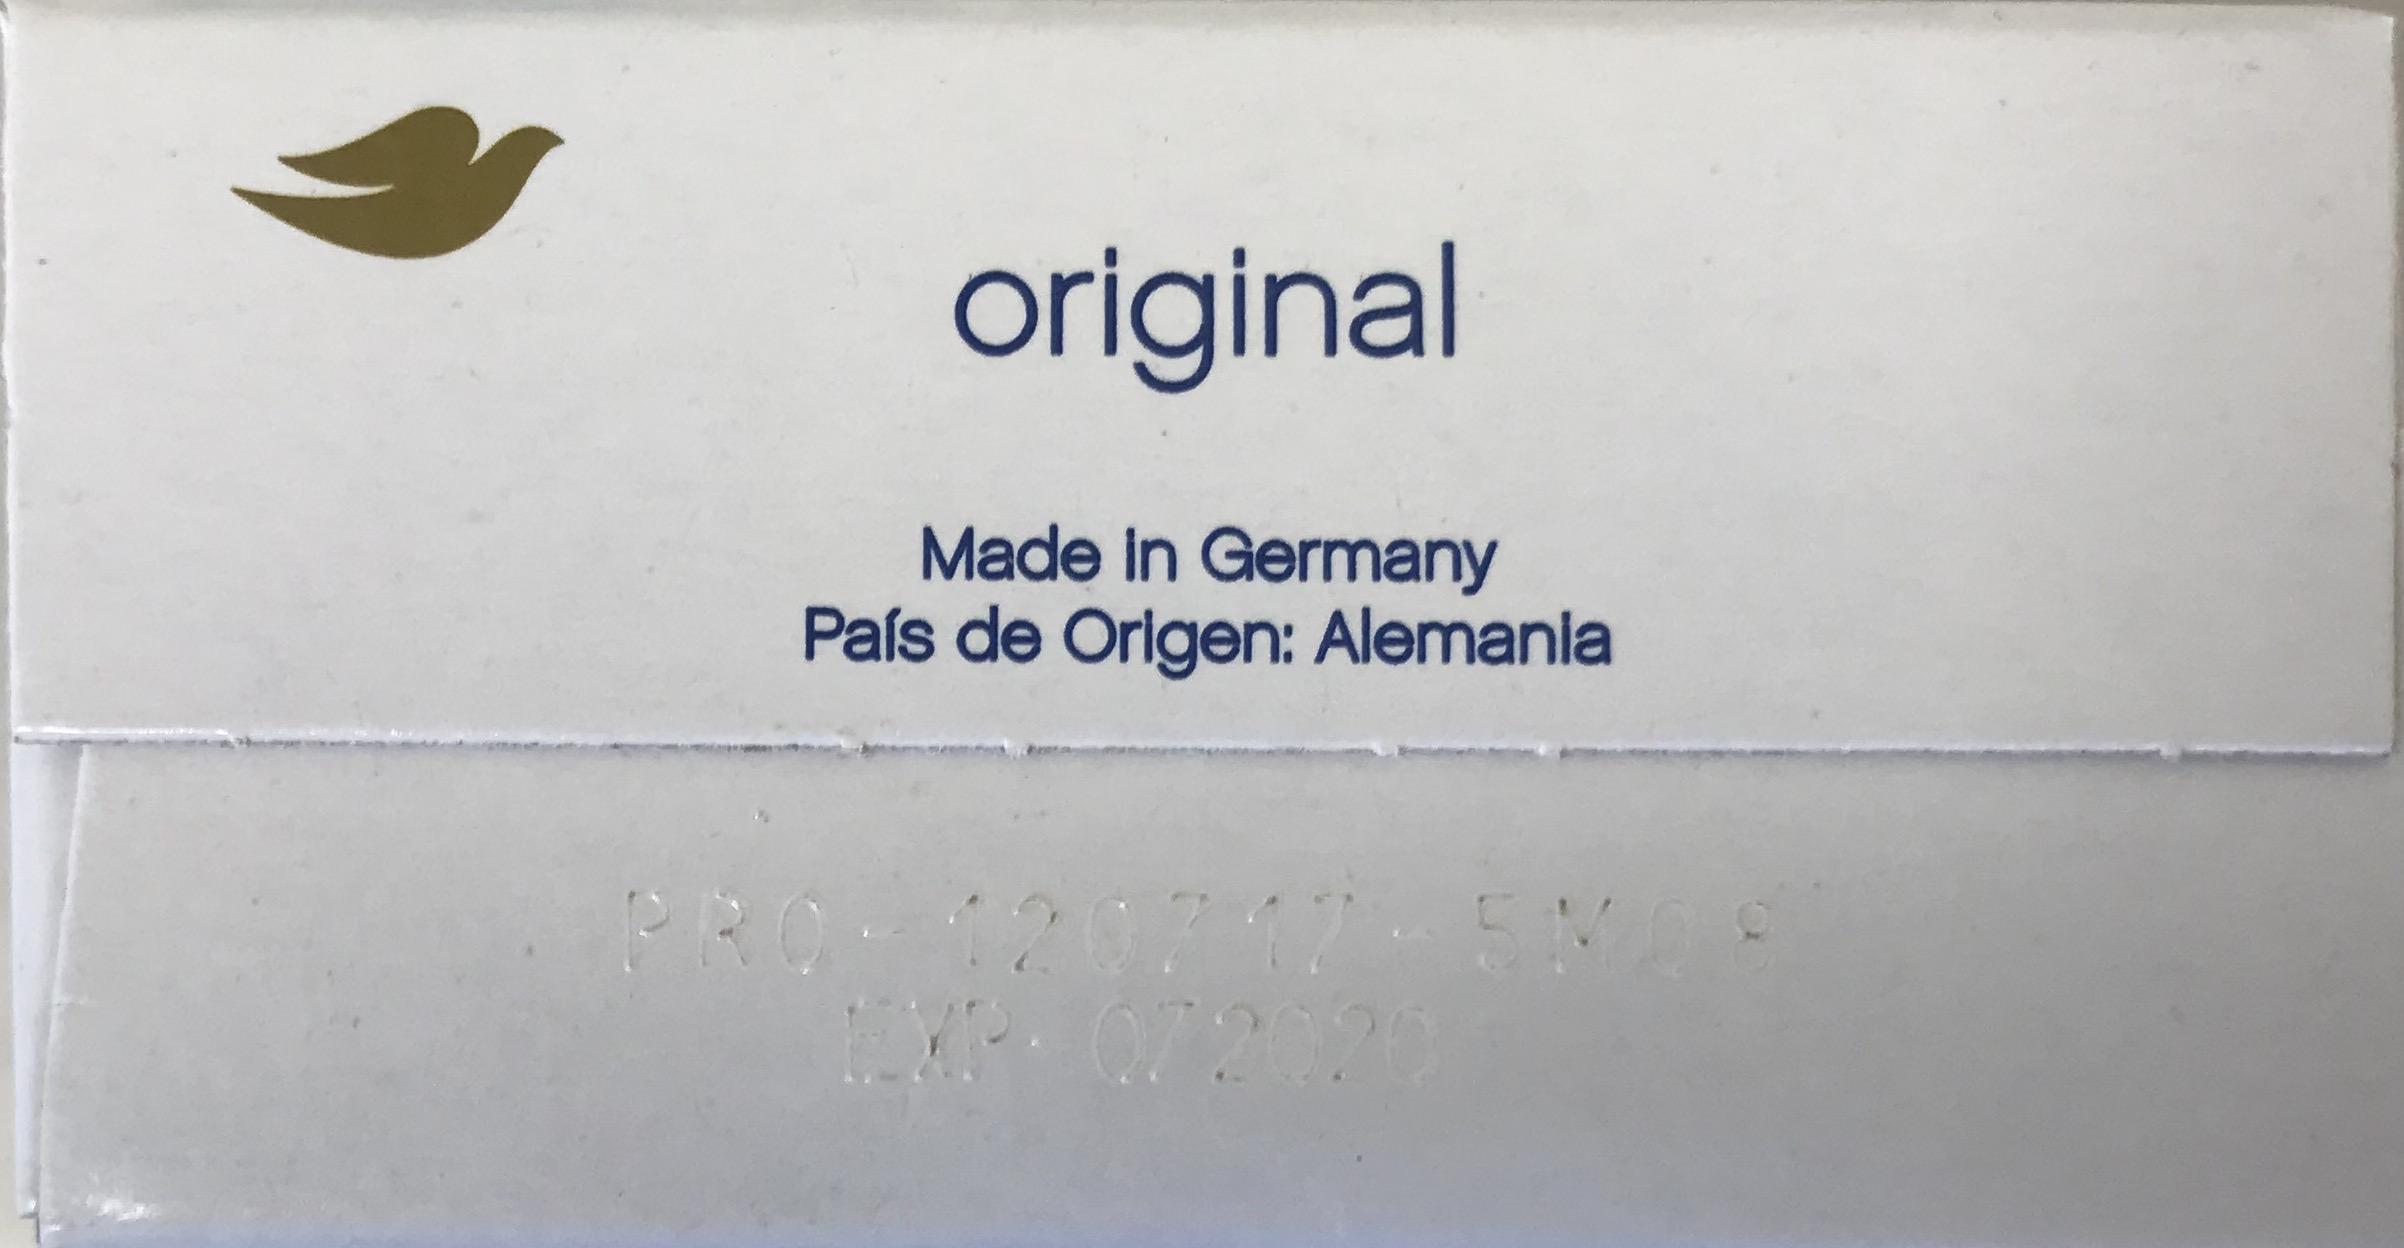 original
Made in Germany
País de Origen: Alemania
PRO-120717-5M08
EXP· 072020